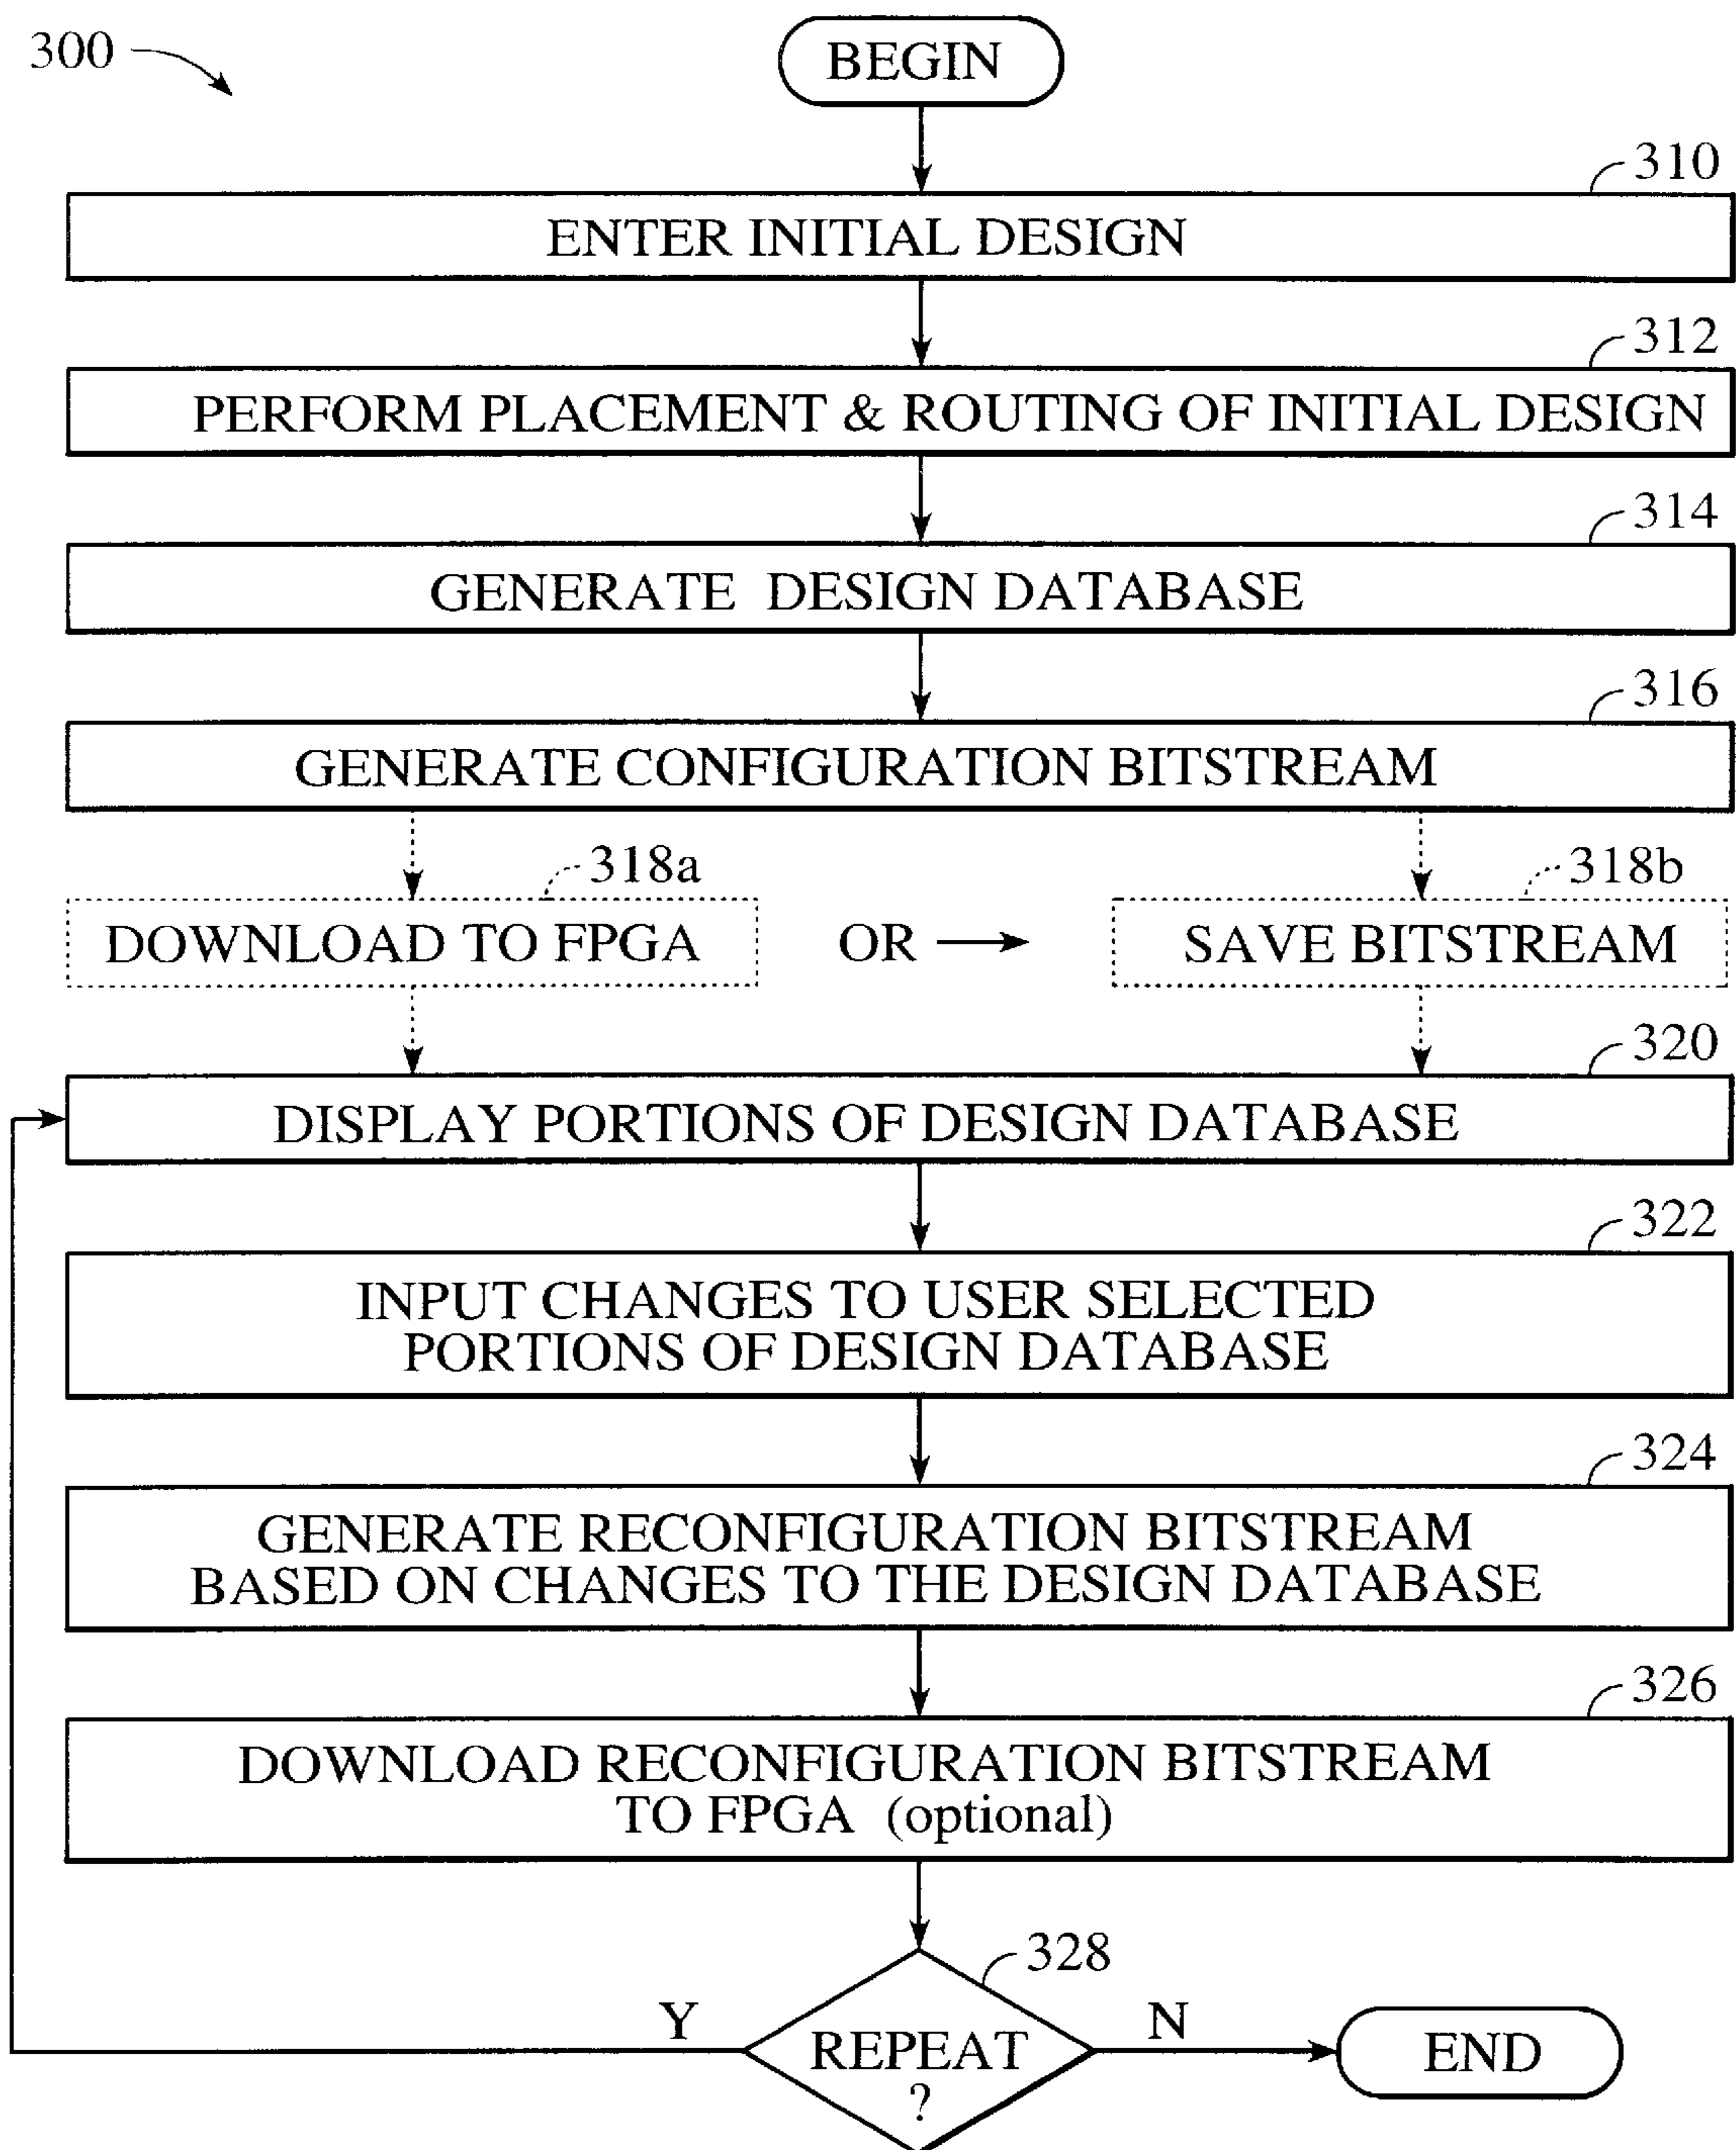 300
BEGIN
310
ENTER INITIAL DESIGN
312
PERFORM PLACEMENT & ROUTING OF INITIAL DESIGN
314
GENERATE DESIGN DATABASE
316
GENERATE CONFIGURATION BITSTREAM
318a
318b
DOWNLOAD TO FPGA
OR
SAVE BITSTREAM
320
DISPLAY PORTIONS OF DESIGN DATABASE
322
INPUT CHANGES TO USER SELECTED
PORTIONS OF DESIGN DATABASE
324
GENERATE RECONFIGURATION BITSTREAM
BASED ON CHANGES TO THE DESIGN DATABASE
326
DOWNLOAD RECONFIGURATION BITSTREAM
TO FPGA (optional)
328
Y
N
REPEAT
?
END